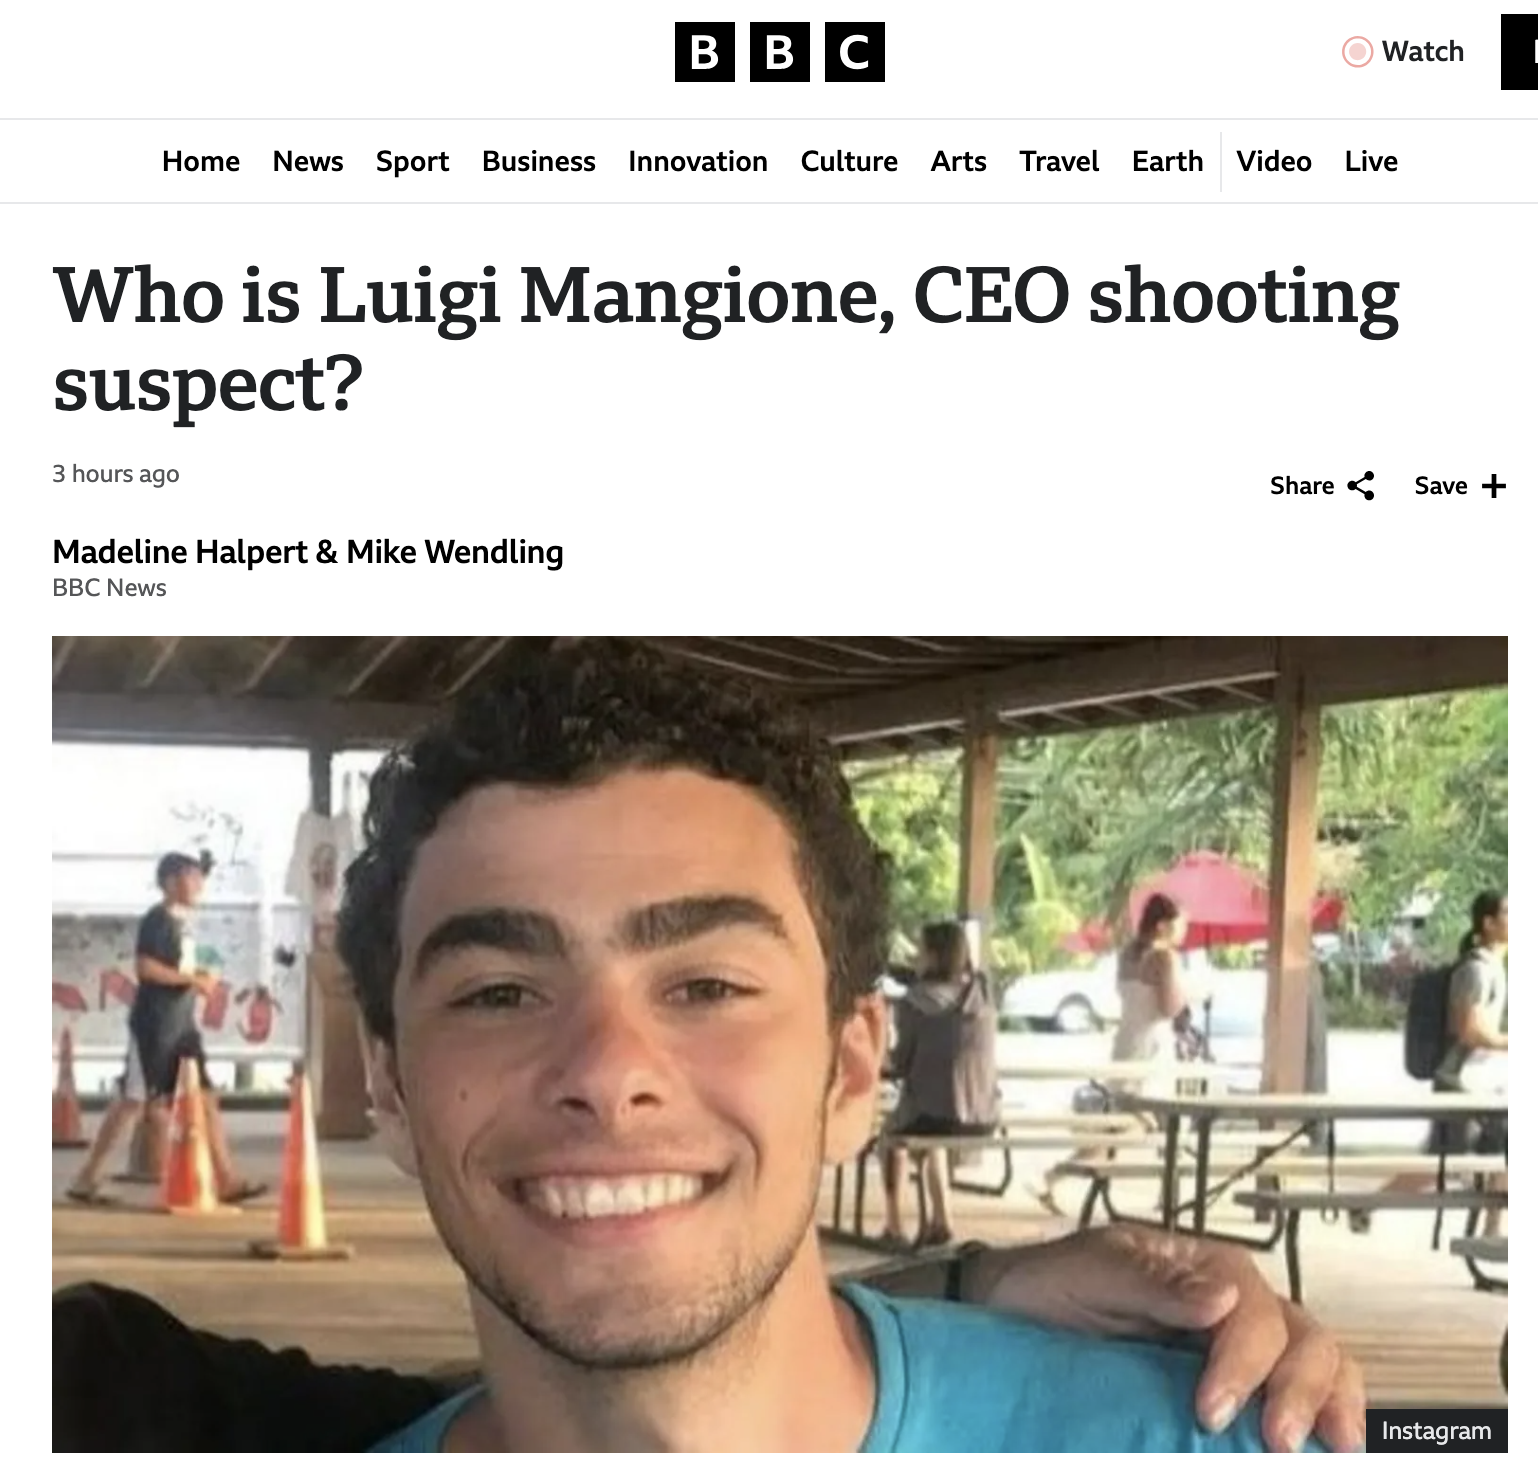 BBC
Watch
Home News Sport Business Innovation Culture Arts Travel Earth Video Live
Who is Luigi Mangione, CEO shooting
suspect?
3 hours ago
Share Save
Madeline Halpert & Mike Wendling
BBC News
Instagram